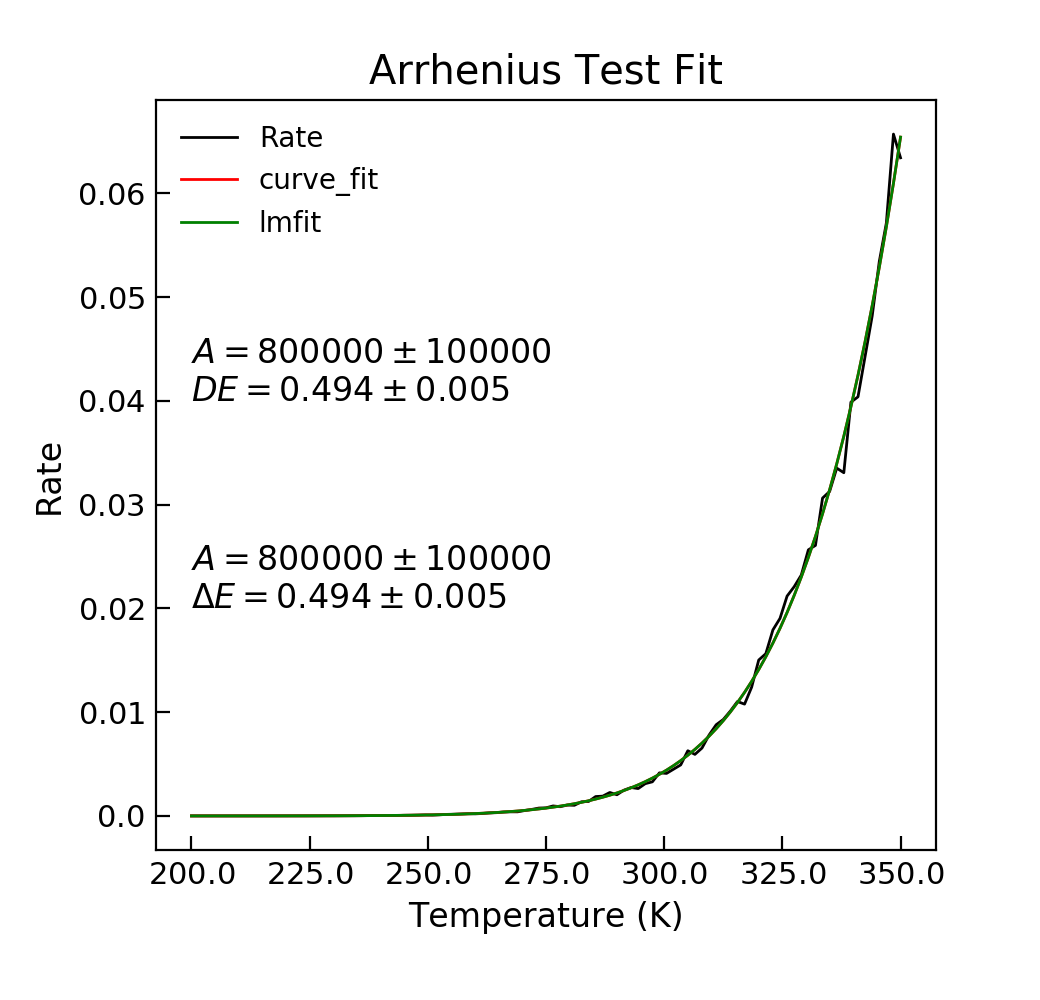 Arrhenius Test Fit
Rate
curve_fit
lmfit
0.06
0.05
0.04
0.03
0.02
0.01
0.0
Rate
A = 800000 ± 100000
DE = 0.494 ± 0.005
A = 800000 ± 100000
ΔE = 0.494 ± 0.005
200.0 225.0 250.0 275.0 300.0 325.0 350.0
Temperature (K)